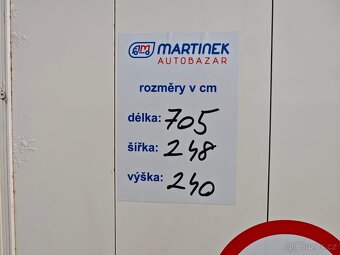 MARTINEK
AUTOBAZAR
rozměry v cm
délka: 705
šířka: 248
výška: 240